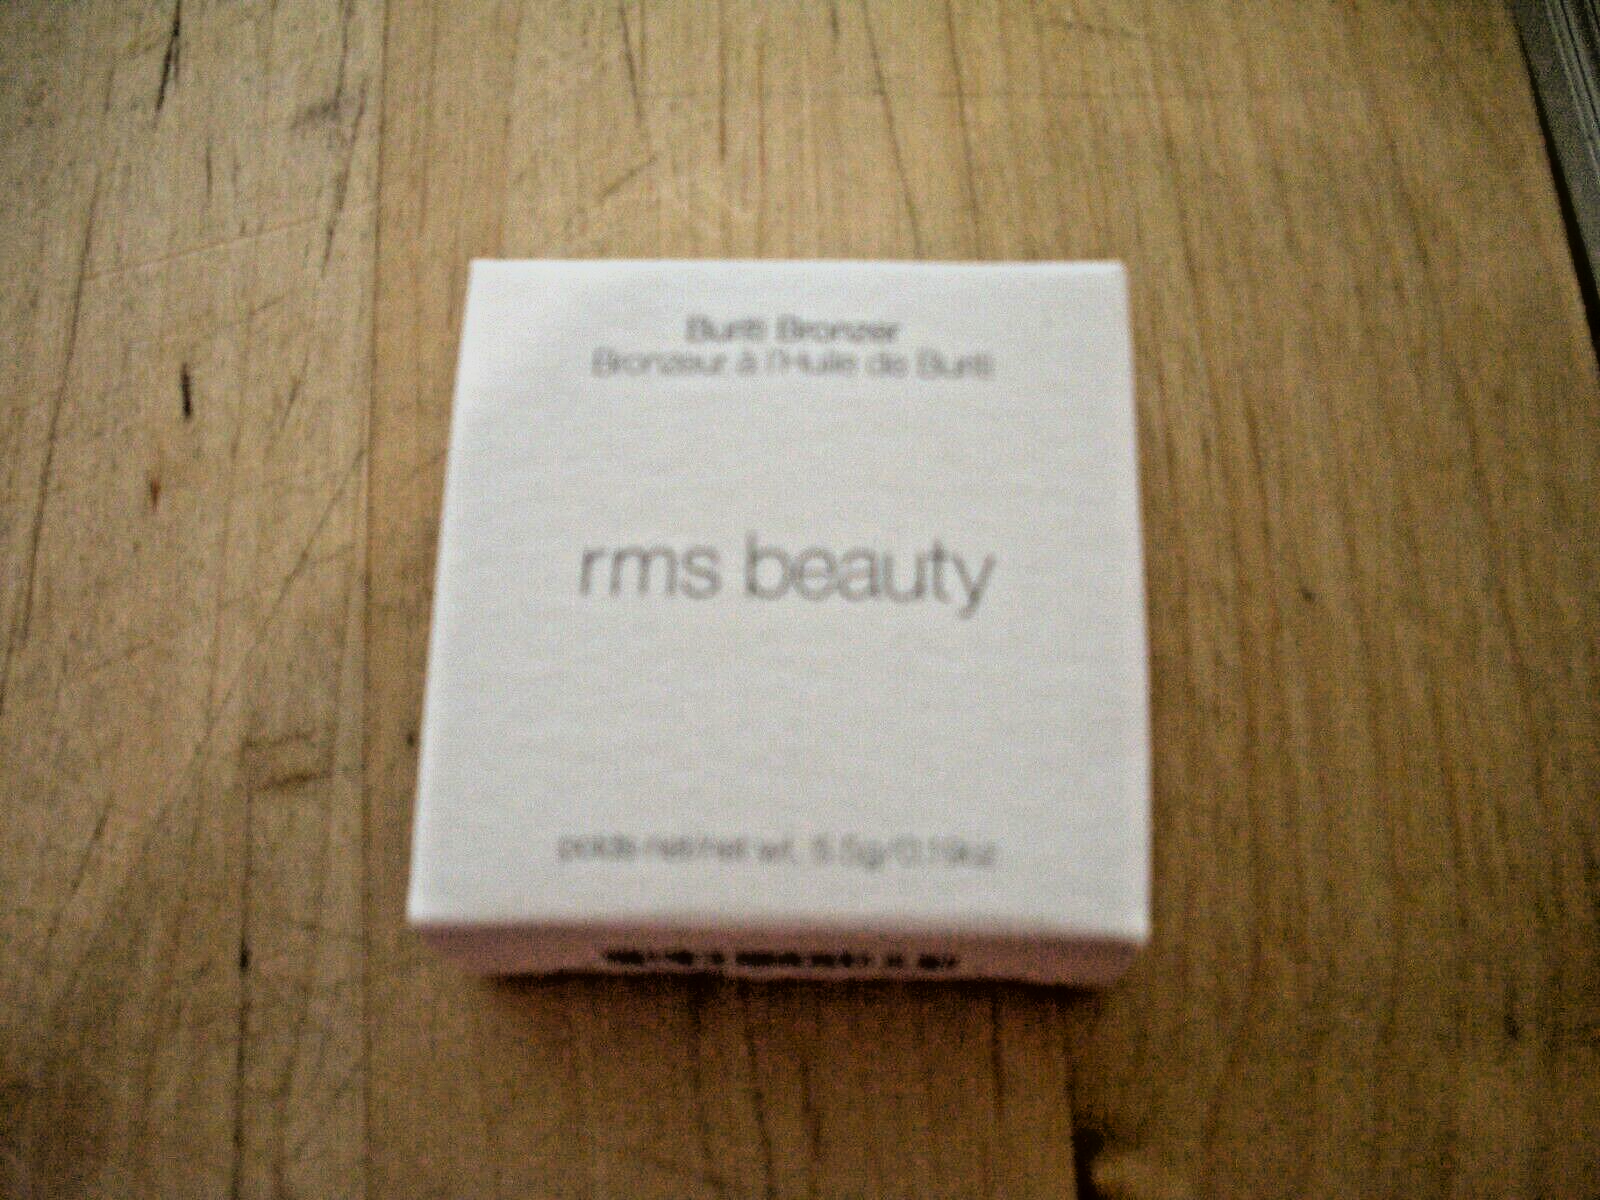 Buriti Bronzer
Bronzeur à l'Huile de Buriti
rms beauty
poids net/net wt. 5.5g/0.19oz